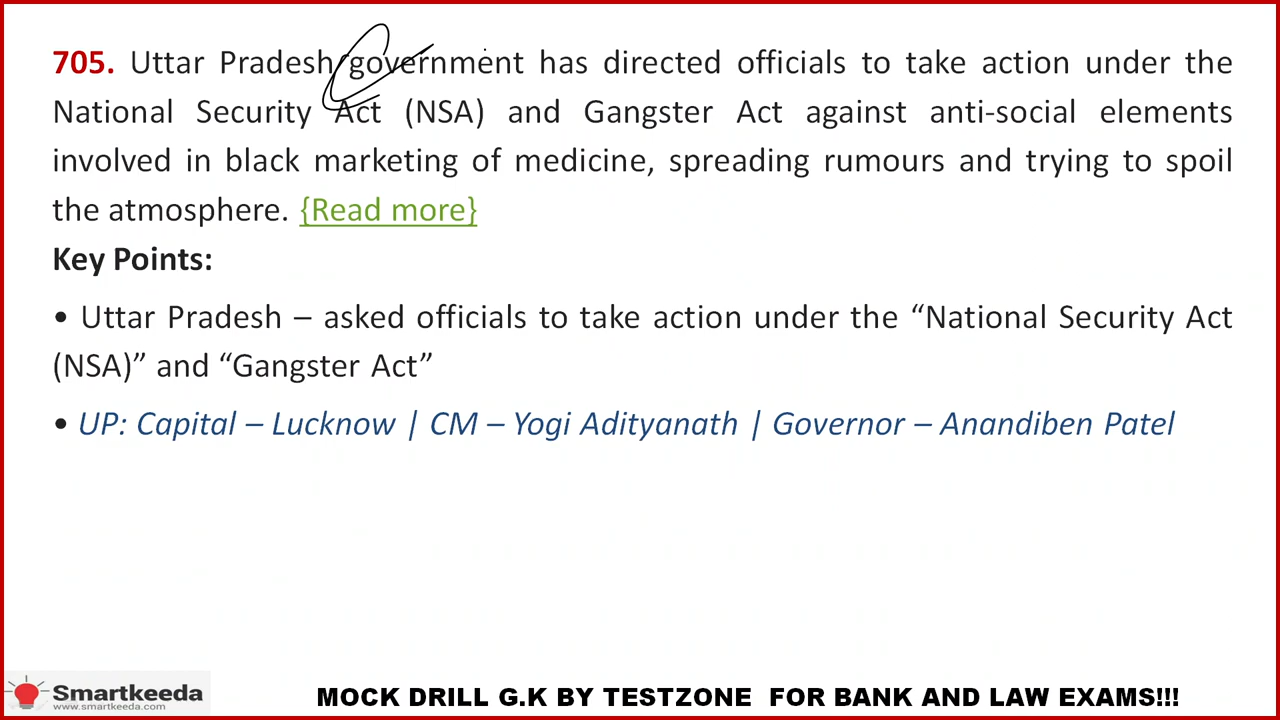 705. Uttar Pradesh government has directed officials to take action under the
National Security Act (NSA) and Gangster Act against anti-social elements
involved in black marketing of medicine, spreading rumours and trying to spoil
the atmosphere. {Read more}
Key Points:
• Uttar Pradesh – asked officials to take action under the “National Security Act
(NSA)” and “Gangster Act”
• UP: Capital – Lucknow | CM – Yogi Adityanath | Governor – Anandiben Patel
Smartkeeda
www.smartkeeda.com
MOCK DRILL G.K BY TESTZONE FOR BANK AND LAW EXAMS!!!